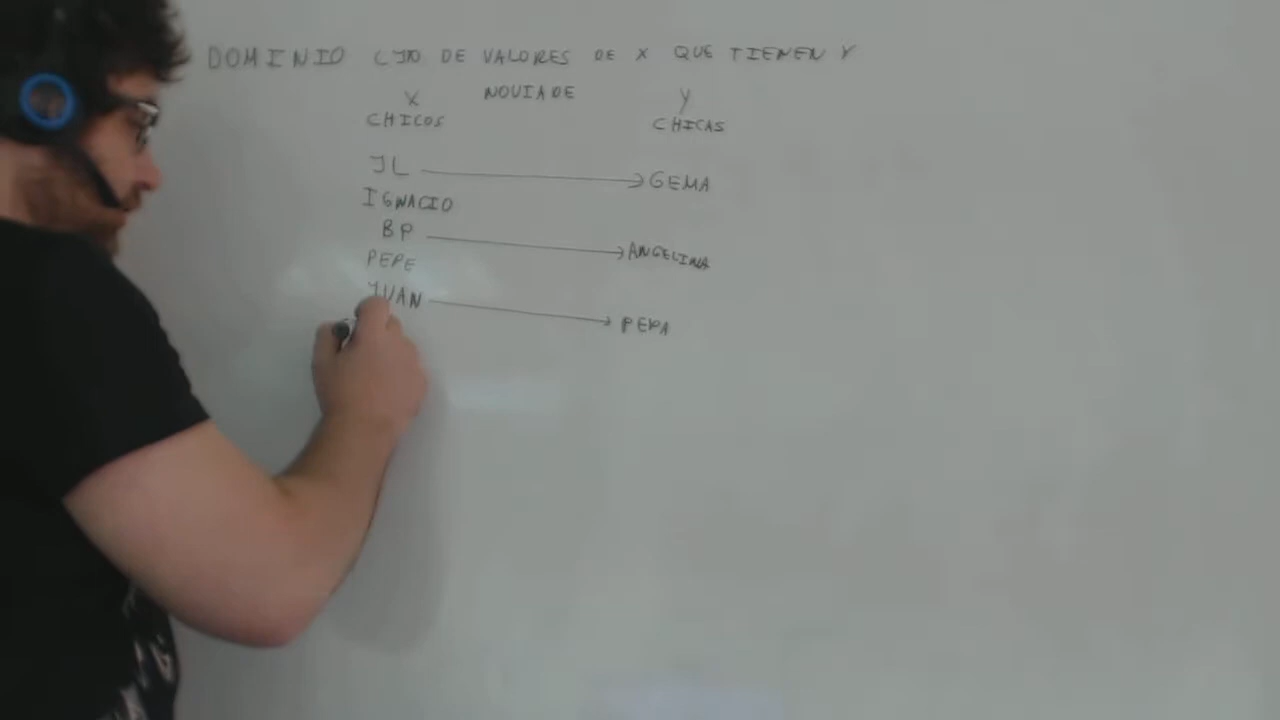 DOMINIO CJTO DE VALORES DE X QUE TIENEN Y
X NOVIA DE Y
CHICOS CHICAS
JL GEMA
IGNACIO
BP ANGELINA
PEPE
JUAN PEPA